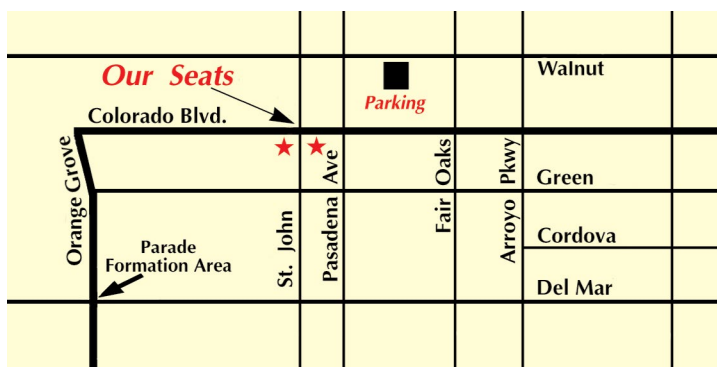 Walnut
Our Seats
Parking
Colorado Blvd.
Orange Grove
St. John
Pasadena Ave
Fair Oaks
Arroyo Pkwy
Green
Cordova
Parade
Formation Area
Del Mar